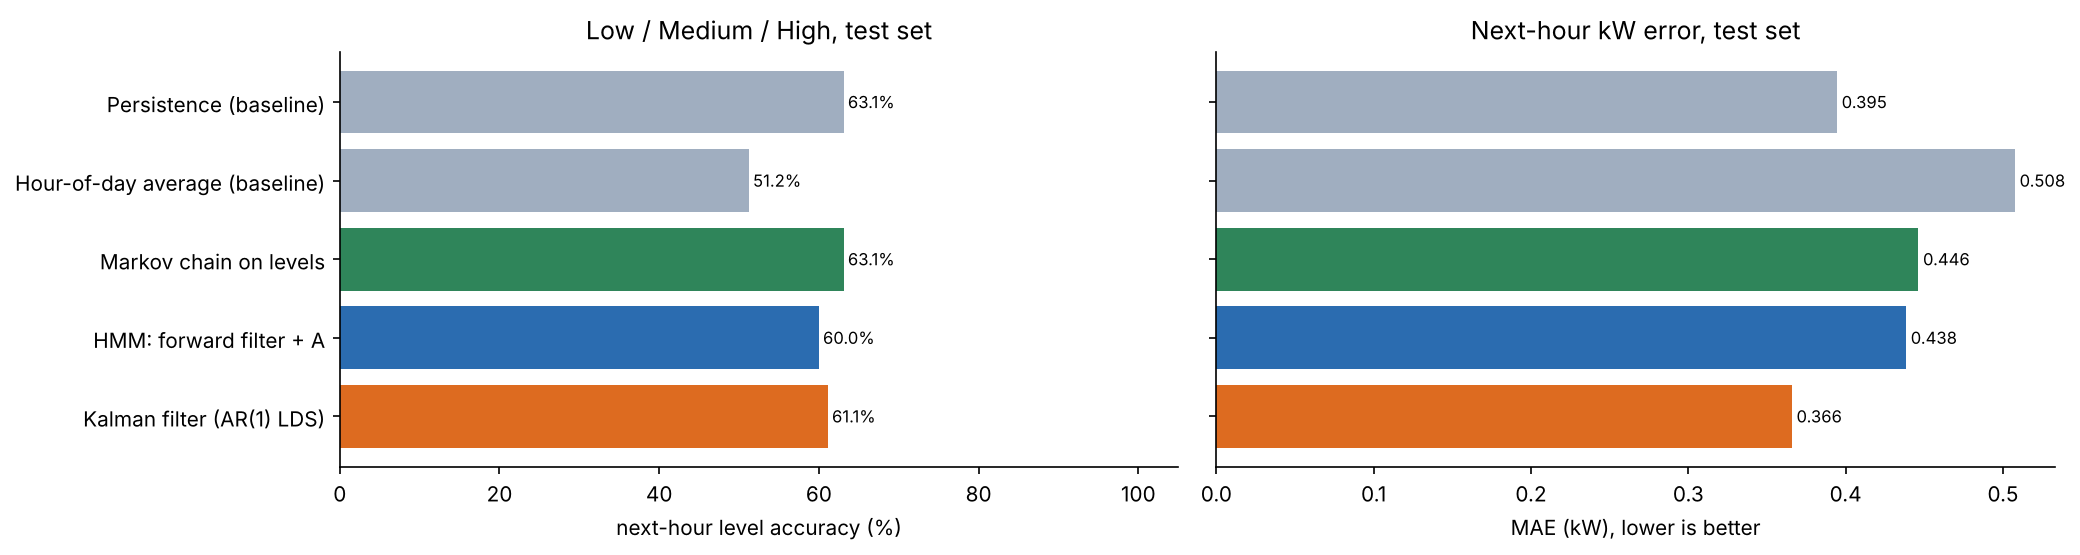 Low / Medium / High, test set
Persistence (baseline)
63.1%
Hour-of-day average (baseline)
51.2%
Markov chain on levels
63.1%
HMM: forward filter + A
60.0%
Kalman filter (AR(1) LDS)
61.1%
0 20 40 60 80 100
next-hour level accuracy (%)
Next-hour kW error, test set
0.395
0.508
0.446
0.438
0.366
0.0 0.1 0.2 0.3 0.4 0.5
MAE (kW), lower is better